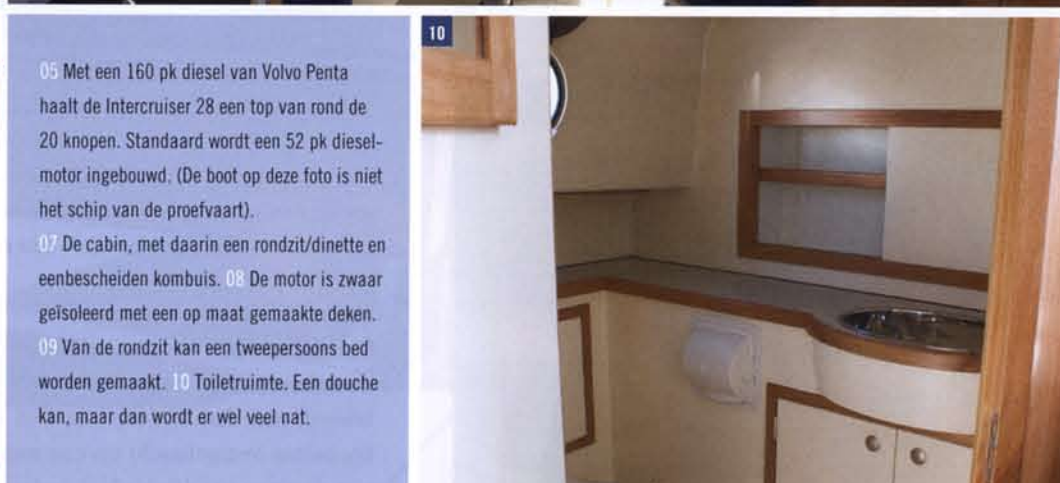 10
05 Met een 160 pk diesel van Volvo Penta
haalt de Intercruiser 28 een top van rond de
20 knopen. Standaard wordt een 52 pk diesel-
motor ingebouwd. (De boot op deze foto is niet
het schip van de proefvaart).
07 De cabin, met daarin een rondzit/dinette en
eenbescheiden kombuis. 08 De motor is zwaar
geïsoleerd met een op maat gemaakte deken.
09 Van de rondzit kan een tweepersoons bed
worden gemaakt. 10 Toiletruimte. Een douche
kan, maar dan wordt er wel veel nat.